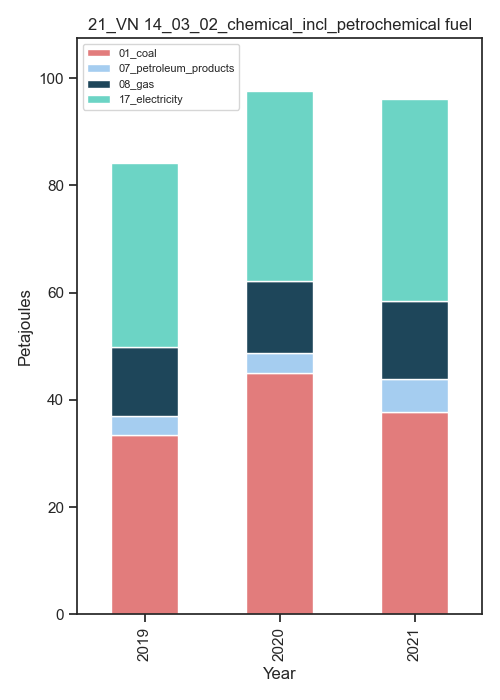 21_VN 14_03_02_chemical_incl_petrochemical fuel
01_coal
07_petroleum_products
08_gas
17_electricity
100
80
60
40
20
0
Petajoules
2019
2020
2021
Year